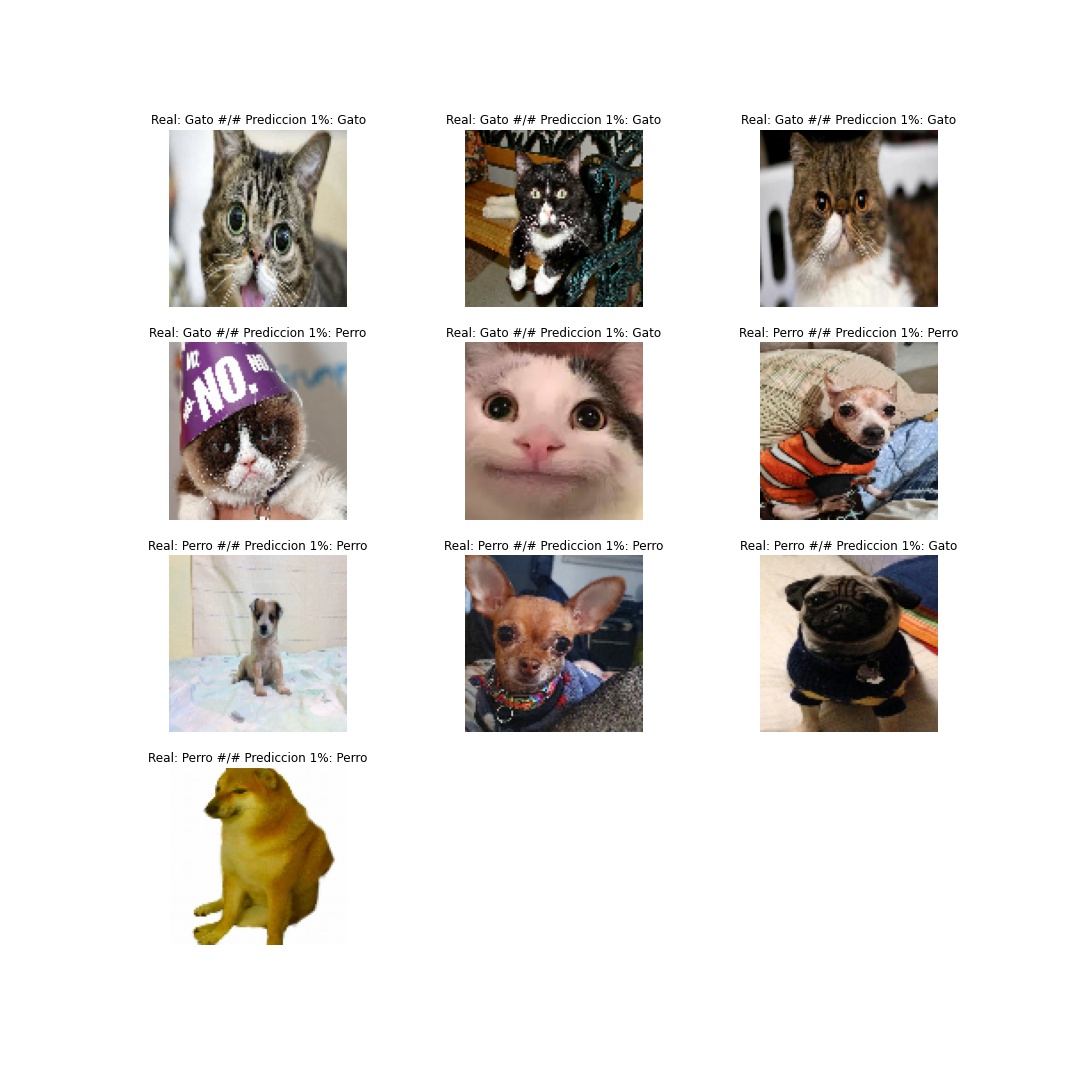 Real: Gato #/# Prediccion 1%: Gato
Real: Gato #/# Prediccion 1%: Gato
Real: Gato #/# Prediccion 1%: Gato
Real: Gato #/# Prediccion 1%: Perro
NO.
NO.
Real: Gato #/# Prediccion 1%: Gato
Real: Perro #/# Prediccion 1%: Perro
Real: Perro #/# Prediccion 1%: Perro
Real: Perro #/# Prediccion 1%: Perro
Real: Perro #/# Prediccion 1%: Gato
Real: Perro #/# Prediccion 1%: Perro